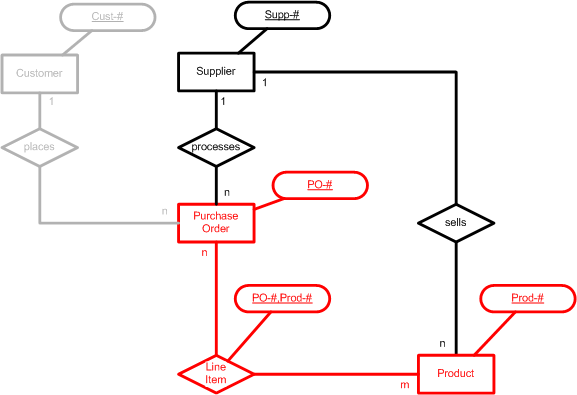 Cust-#
Supp-#
Customer
Supplier
1
1
1
places
processes
PO-#
n
n
Purchase
Order
sells
n
PO-#,Prod-#
Prod-#
n
Line
Item
Product
m